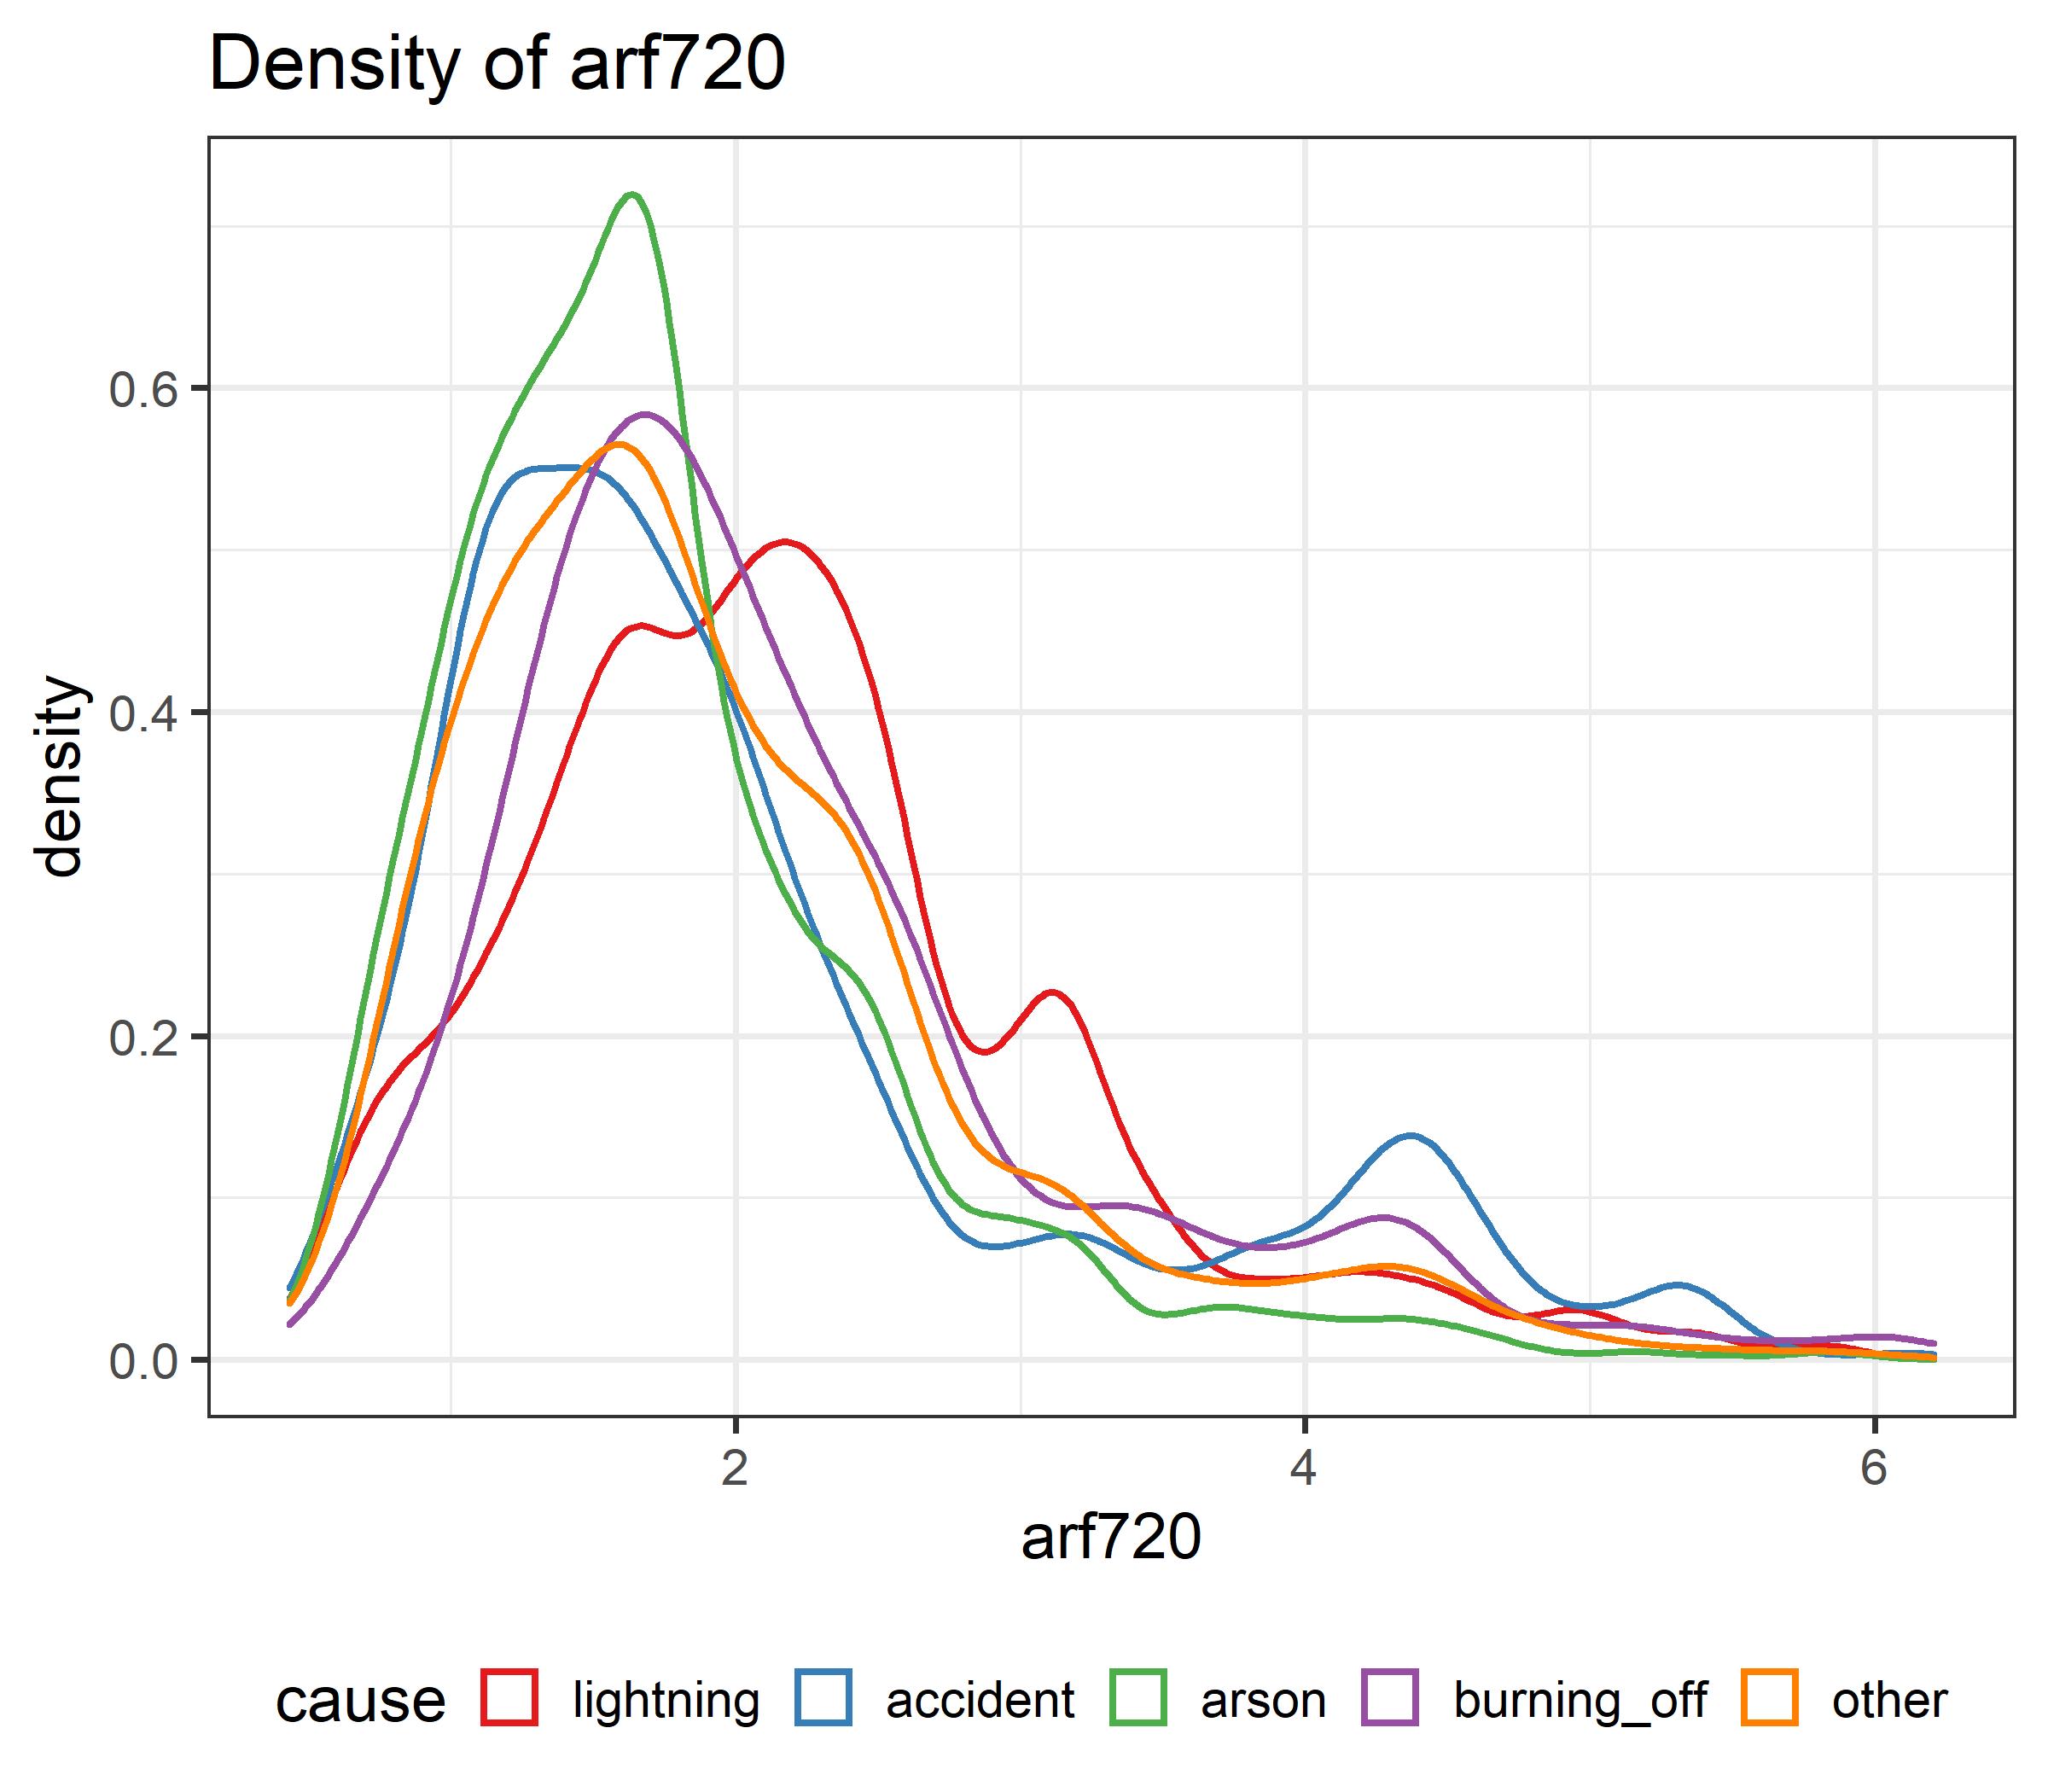 Density of arf720
density
0.6
0.4
0.2
0.0
2 4 6
arf720
cause lightning accident arson burning_off other